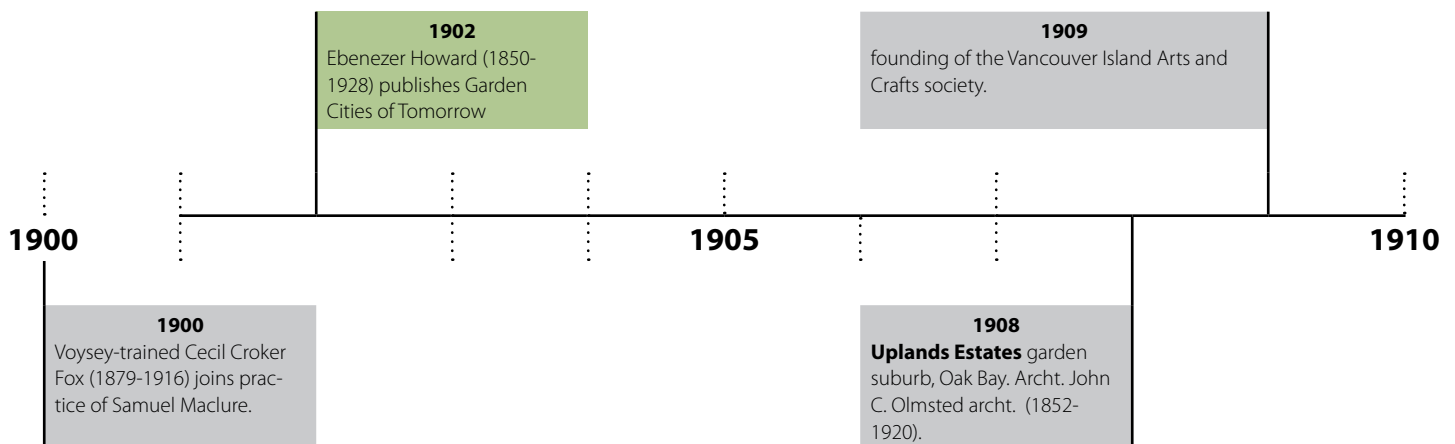 1902
Ebenezer Howard (1850-
1928) publishes Garden
Cities of Tomorrow
1909
founding of the Vancouver Island Arts and
Crafts society.
1900
1905
1910
1900
Voysey-trained Cecil Croker
Fox (1879-1916) joins prac-
tice of Samuel Maclure.
1908
Uplands Estates garden
suburb, Oak Bay. Archt. John
C. Olmsted archt.  (1852-
1920).